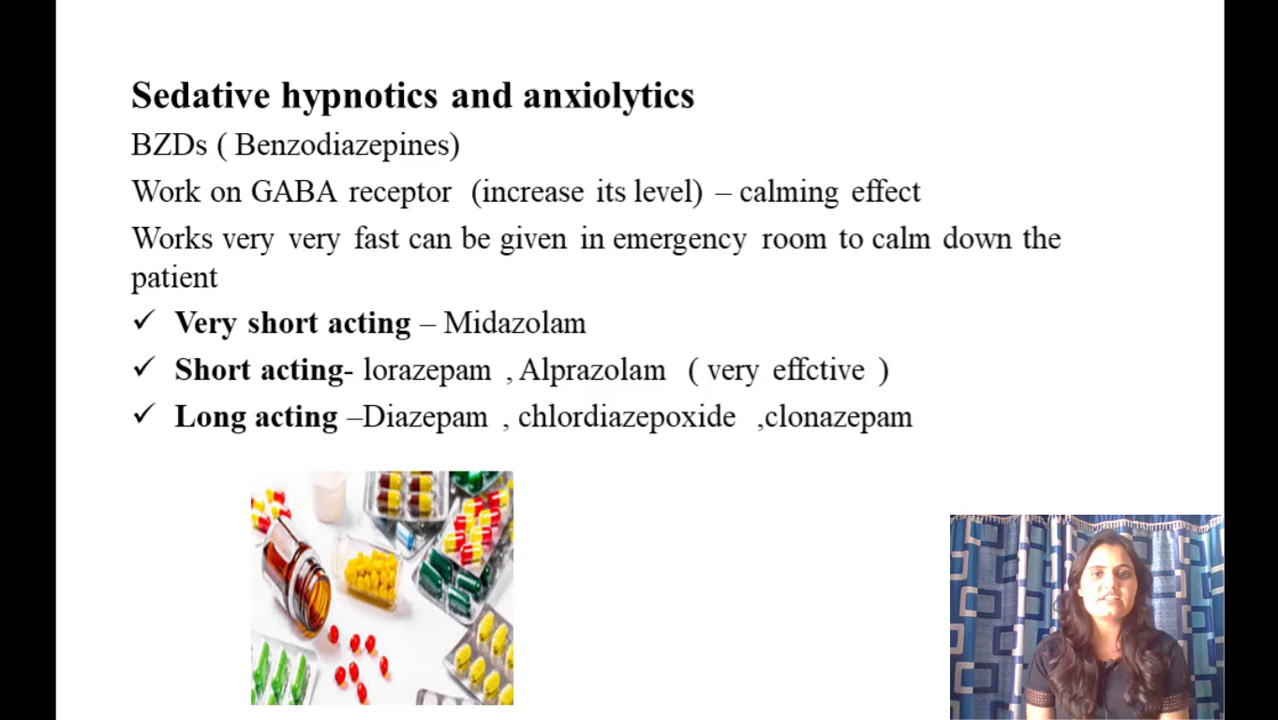 Sedative hypnotics and anxiolytics
BZDs ( Benzodiazepines)
Work on GABA receptor (increase its level) – calming effect
Works very very fast can be given in emergency room to calm down the
patient
✓ Very short acting – Midazolam
✓ Short acting- lorazepam , Alprazolam ( very effctive )
✓ Long acting –Diazepam , chlordiazepoxide ,clonazepam